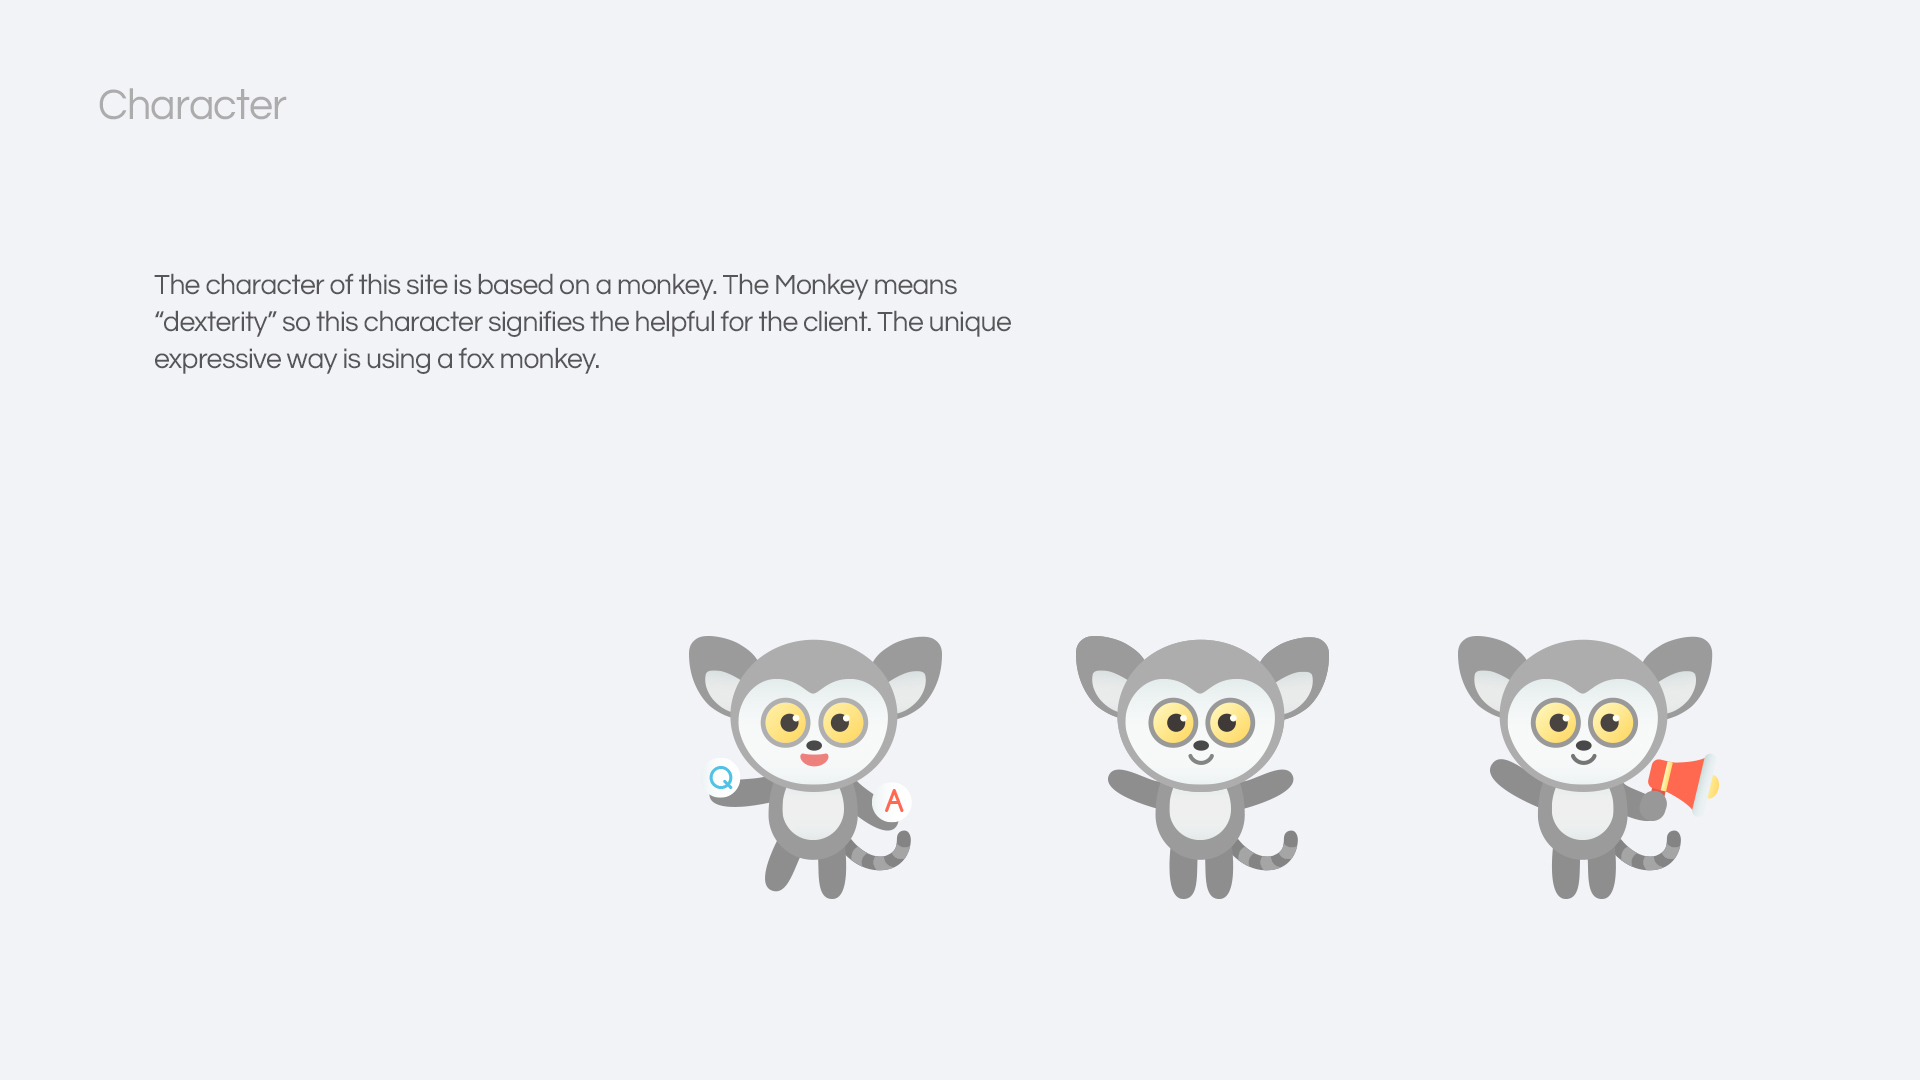 Character
The character of this site is based on a monkey. The Monkey means
“dexterity” so this character signifies the helpful for the client. The unique
expressive way is using a fox monkey.
Q
A